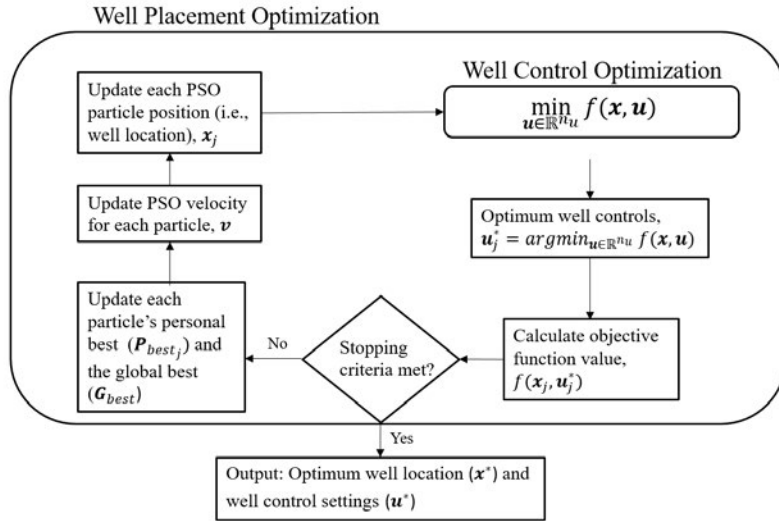 Well Placement Optimization
Update each PSO
particle position (i.e.,
well location), 𝒙ⱼ
Well Control Optimization
min f(𝒙, 𝒖)
𝒖∈ℝⁿᵤ
Update PSO velocity
for each particle, 𝒗
Optimum well controls,
𝒖ⱼ* = argmin𝒖∈ℝⁿᵤ f(𝒙, 𝒖)
Update each
particle's personal
best (𝑷bestⱼ) and
the global best
(𝑮best)
No
Stopping
criteria met?
Calculate objective
function value,
f(𝒙ⱼ, 𝒖ⱼ*)
Yes
Output: Optimum well location (𝒙*) and
well control settings (𝒖*)